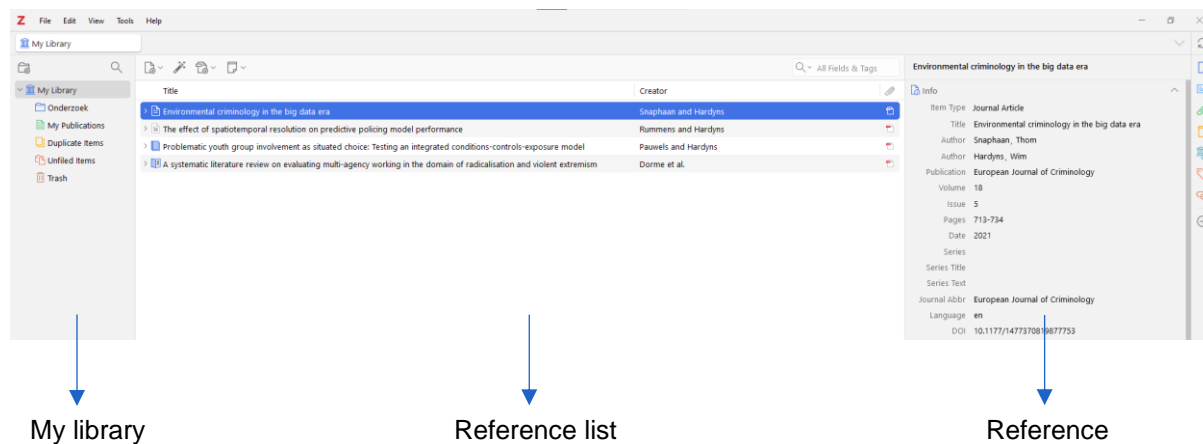 Z File Edit View Tools Help
My Library
All Fields & Tags
Environmental criminology in the big data era
My Library
Onderzoek
My Publications
Duplicate Items
Unfiled Items
Trash
Title Creator
Environmental criminology in the big data era Snaphaan and Hardyns
The effect of spatiotemporal resolution on predictive policing model performance Rummens and Hardyns
Problematic youth group involvement as situated choice: Testing an integrated conditions-controls-exposure model Pauwels and Hardyns
A systematic literature review on evaluating multi-agency working in the domain of radicalisation and violent extremism Dorme et al.
Info
Item Type Journal Article
Title Environmental criminology in the big data era
Author Snaphaan, Thom
Author Hardyns, Wim
Publication European Journal of Criminology
Volume 18
Issue 5
Pages 713-734
Date 2021
Series
Series Title
Series Text
Journal Abbr European Journal of Criminology
Language en
DOI 10.1177/1477370819877753
My library Reference list Reference